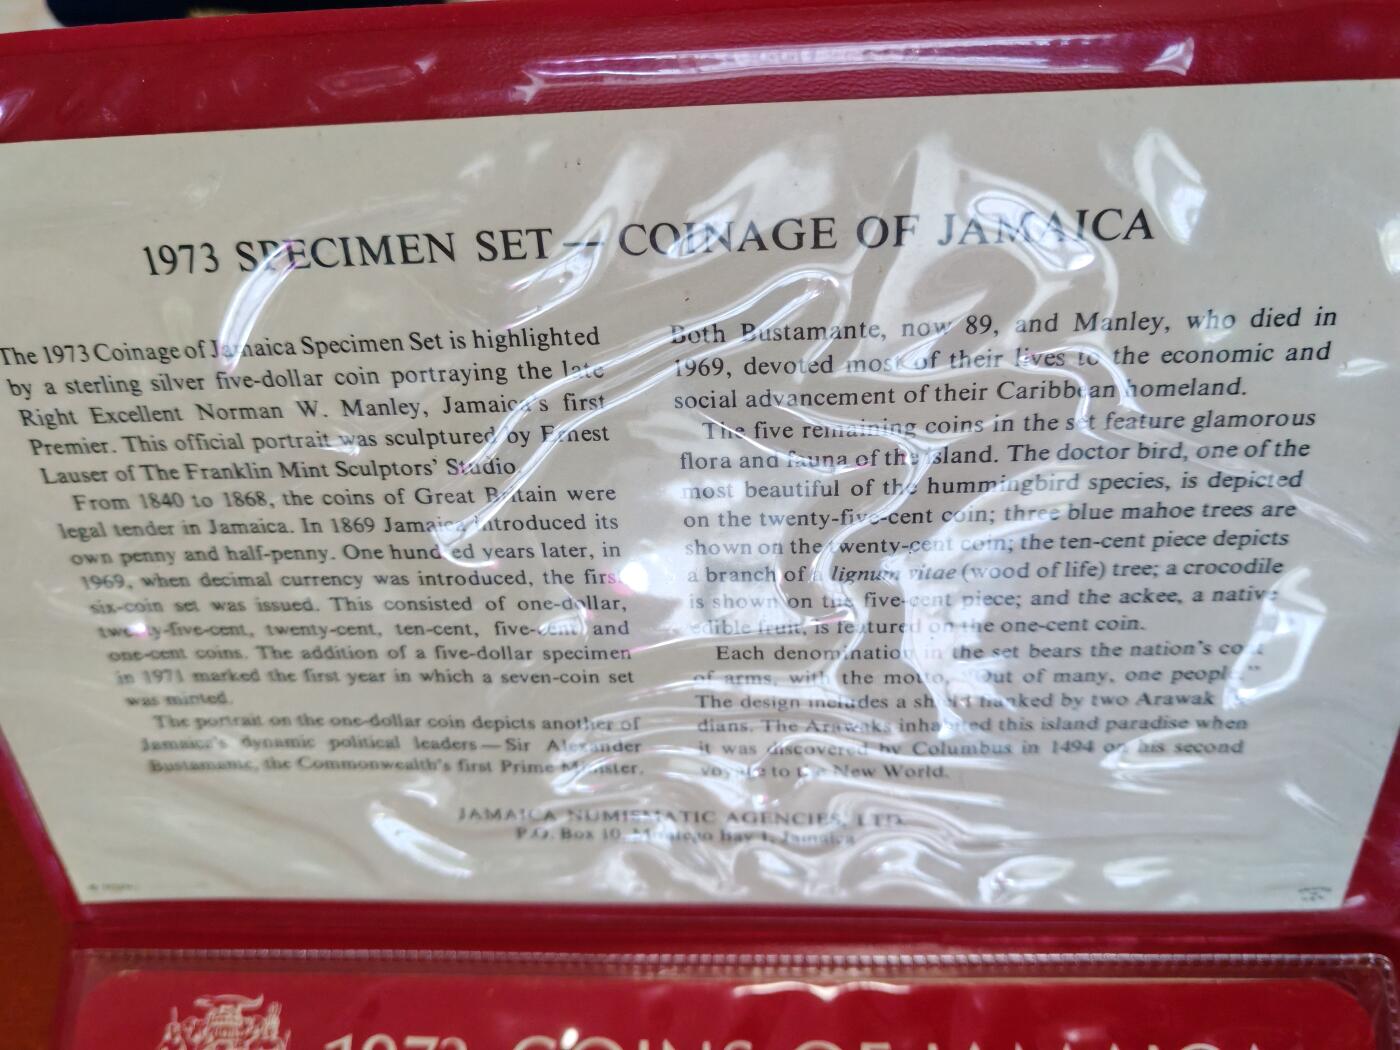 1973 SPECIMEN SET — COINAGE OF JAMAICA
The 1973 Coinage of Jamaica Specimen Set is highlighted
by a sterling silver five-dollar coin portraying the late
Right Excellent Norman W. Manley, Jamaica's first
Premier. This official portrait was sculptured by Ernest
Lauser of The Franklin Mint Sculptors' Studio.
From 1840 to 1868, the coins of Great Britain were
legal tender in Jamaica. In 1869 Jamaica introduced its
own penny and half-penny. One hundred years later, in
1969, when decimal currency was introduced, the first
six-coin set was issued. This consisted of one-dollar,
twenty-five-cent, twenty-cent, ten-cent, five-cent and
one-cent coins. The addition of a five-dollar specimen
in 1971 marked the first year in which a seven-coin set
was minted.
The portrait on the one-dollar coin depicts another of
Jamaica's dynamic political leaders — Sir Alexander
Bustamante, the Commonwealth's first Prime Minister.
Both Bustamante, now 89, and Manley, who died in
1969, devoted most of their lives to the economic and
social advancement of their Caribbean homeland.
The five remaining coins in the set feature glamorous
flora and fauna of the island. The doctor bird, one of the
most beautiful of the hummingbird species, is depicted
on the twenty-five-cent coin; three blue mahoe trees are
shown on the twenty-cent coin; the ten-cent piece depicts
a branch of a lignum vitae (wood of life) tree; a crocodile
is shown on the five-cent piece; and the ackee, a native
edible fruit, is featured on the one-cent coin.
Each denomination in the set bears the nation's coat
of arms, with the motto, "Out of many, one people."
The design includes a shield flanked by two Arawak
dians. The Arawaks inhabited this island paradise when
it was discovered by Columbus in 1494 on his second
voyage to the New World.
JAMAICA NUMISMATIC AGENCIES, LTD.
P.O. Box 10, Montego Bay 1, Jamaica
1973 COINS OF JAMAICA